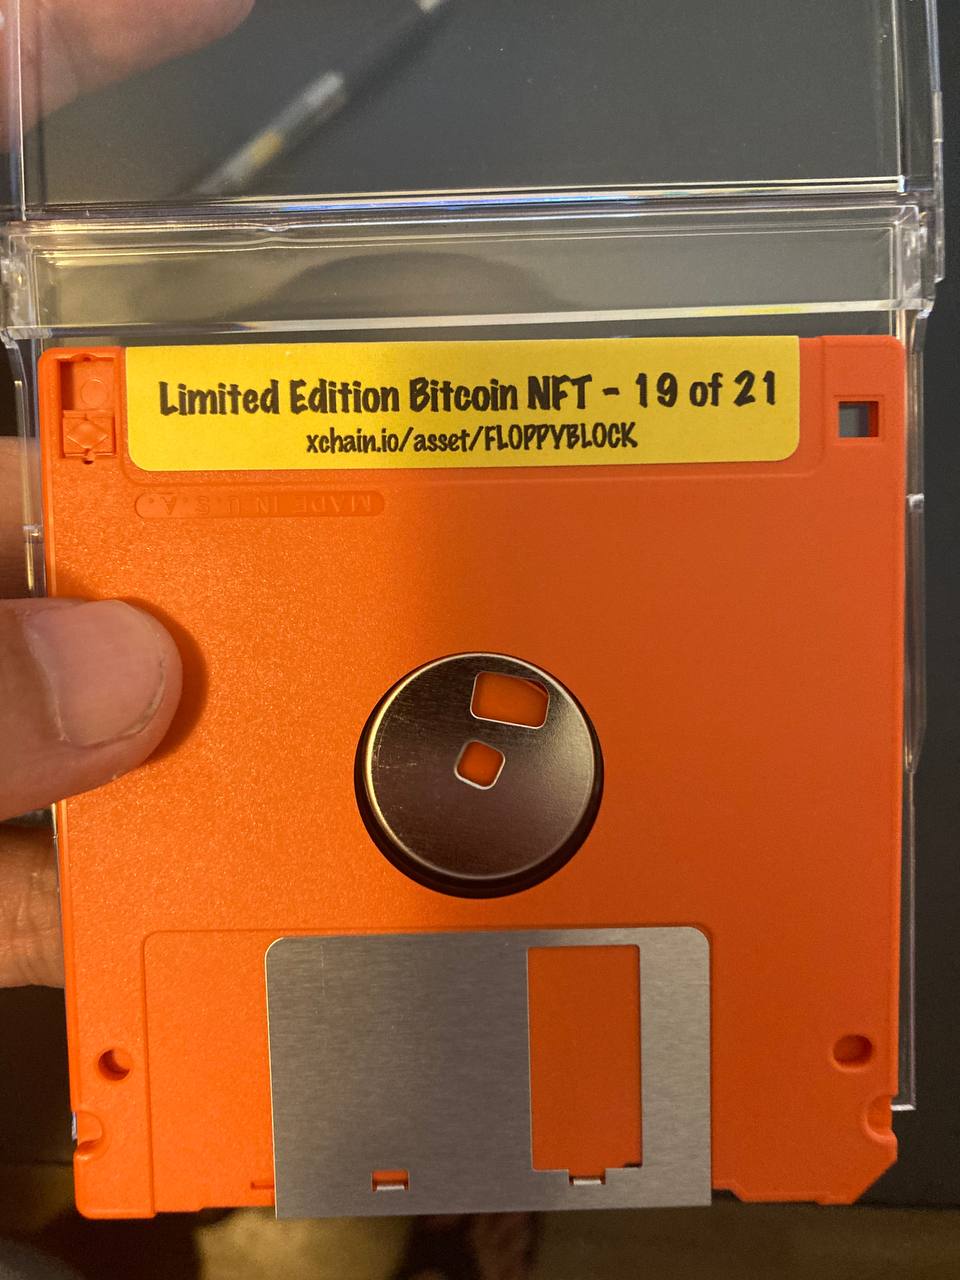 Limited Edition Bitcoin NFT - 19 of 21
xchain.io/asset/FLOPPYBLOCK
MADE IN U.S.A.